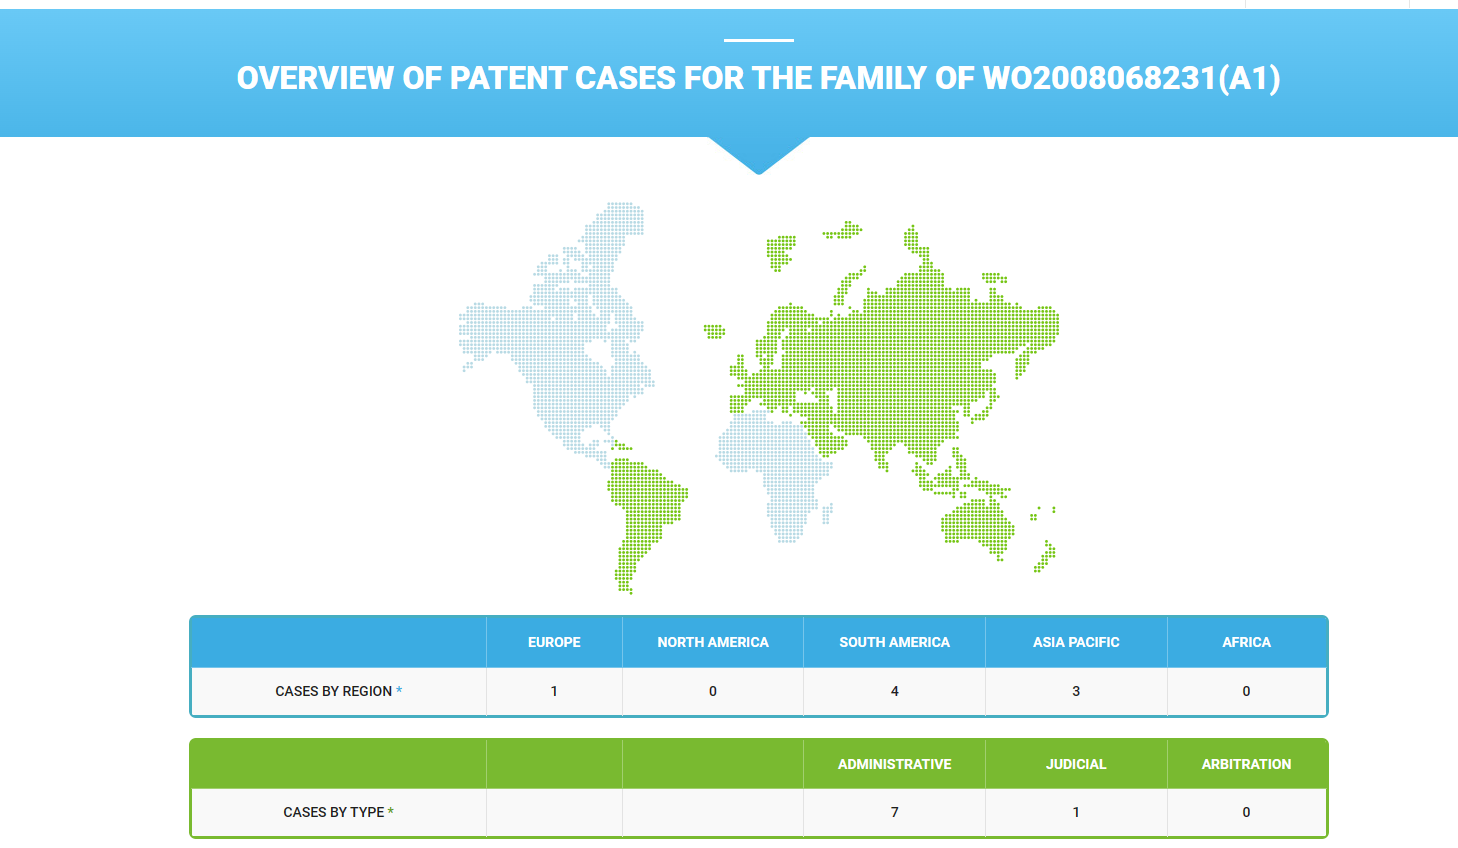 OVERVIEW OF PATENT CASES FOR THE FAMILY OF WO2008068231(A1)
EUROPE NORTH AMERICA SOUTH AMERICA ASIA PACIFIC AFRICA
CASES BY REGION * 1 0 4 3 0
ADMINISTRATIVE JUDICIAL ARBITRATION
CASES BY TYPE * 7 1 0